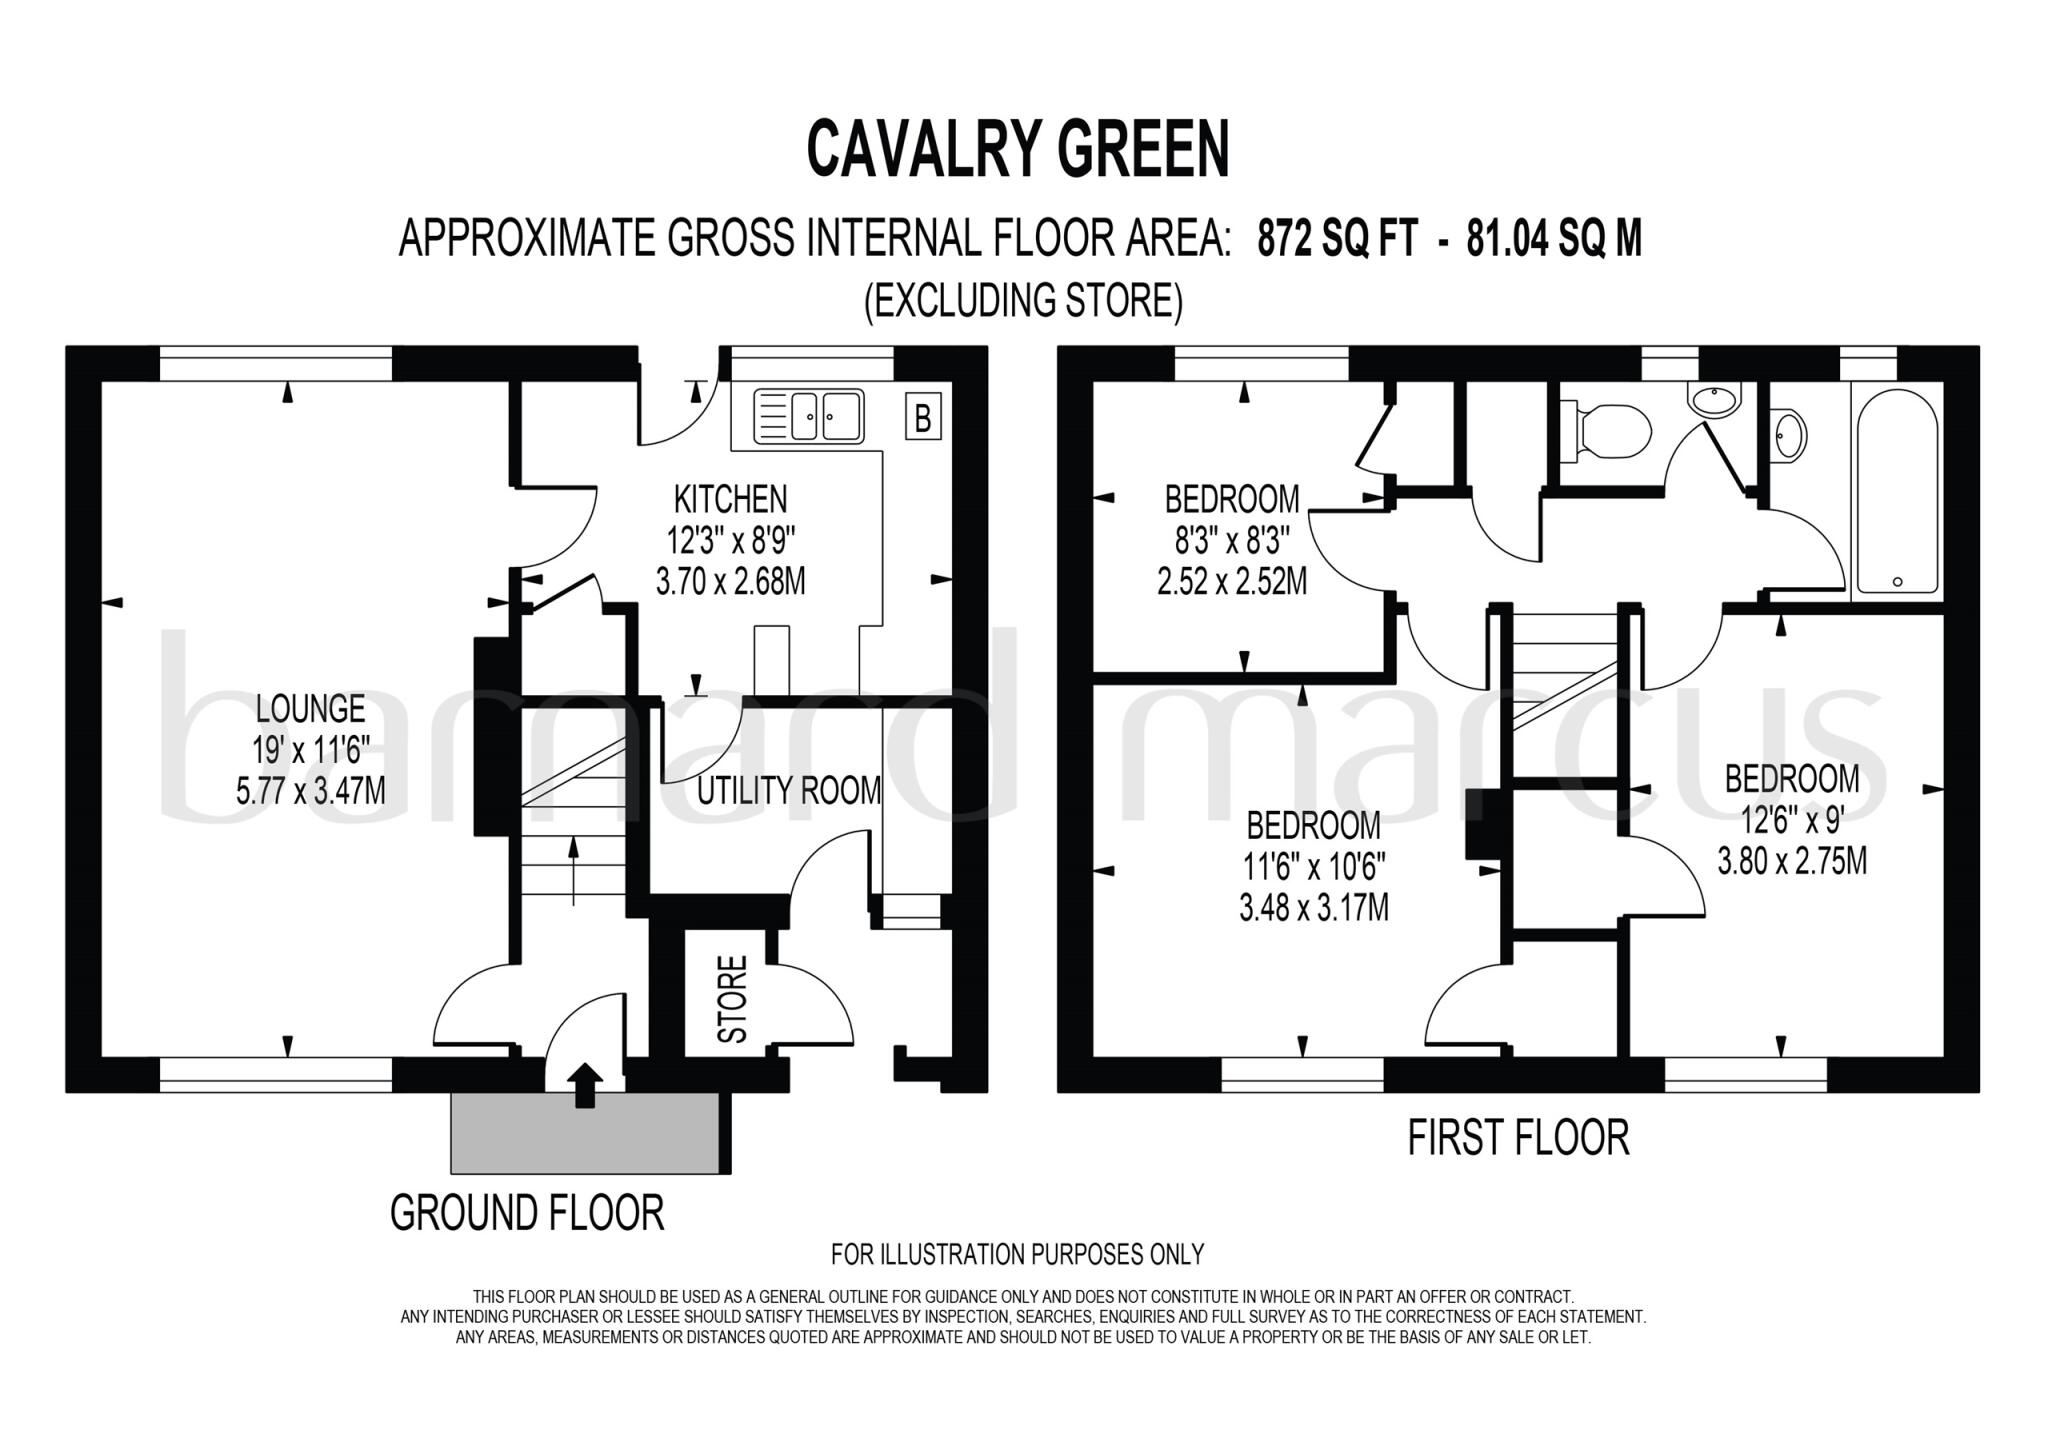 CAVALRY GREEN
APPROXIMATE GROSS INTERNAL FLOOR AREA: 872 SQ FT - 81.04 SQ M
(EXCLUDING STORE)
B
KITCHEN
12'3" x 8'9"
3.70 x 2.68M
LOUNGE
19' x 11'6"
5.77 x 3.47M
UTILITY ROOM
STORE
GROUND FLOOR
BEDROOM
8'3" x 8'3"
2.52 x 2.52M
BEDROOM
11'6" x 10'6"
3.48 x 3.17M
BEDROOM
12'6" x 9'
3.80 x 2.75M
FIRST FLOOR
barnard marcus
FOR ILLUSTRATION PURPOSES ONLY
THIS FLOOR PLAN SHOULD BE USED AS A GENERAL OUTLINE FOR GUIDANCE ONLY AND DOES NOT CONSTITUTE IN WHOLE OR IN PART AN OFFER OR CONTRACT.
ANY INTENDING PURCHASER OR LESSEE SHOULD SATISFY THEMSELVES BY INSPECTION, SEARCHES, ENQUIRIES AND FULL SURVEY AS TO THE CORRECTNESS OF EACH STATEMENT.
ANY AREAS, MEASUREMENTS OR DISTANCES QUOTED ARE APPROXIMATE AND SHOULD NOT BE USED TO VALUE A PROPERTY OR BE THE BASIS OF ANY SALE OR LET.